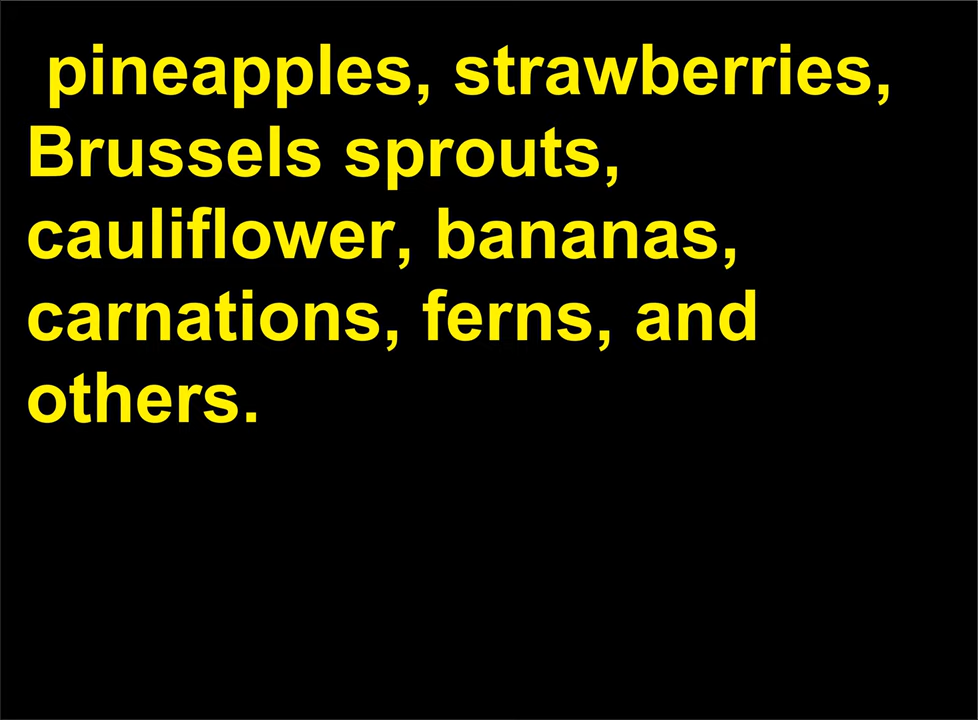 pineapples, strawberries,
Brussels sprouts,
cauliflower, bananas,
carnations, ferns, and
others.